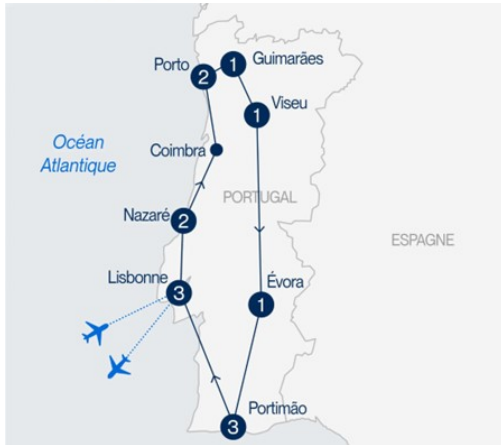 Porto
2
1
Guimarães
1
Viseu
Océan
Atlantique
Coimbra
PORTUGAL
Nazaré
2
ESPAGNE
Lisbonne
3
Évora
1
Portimão
3